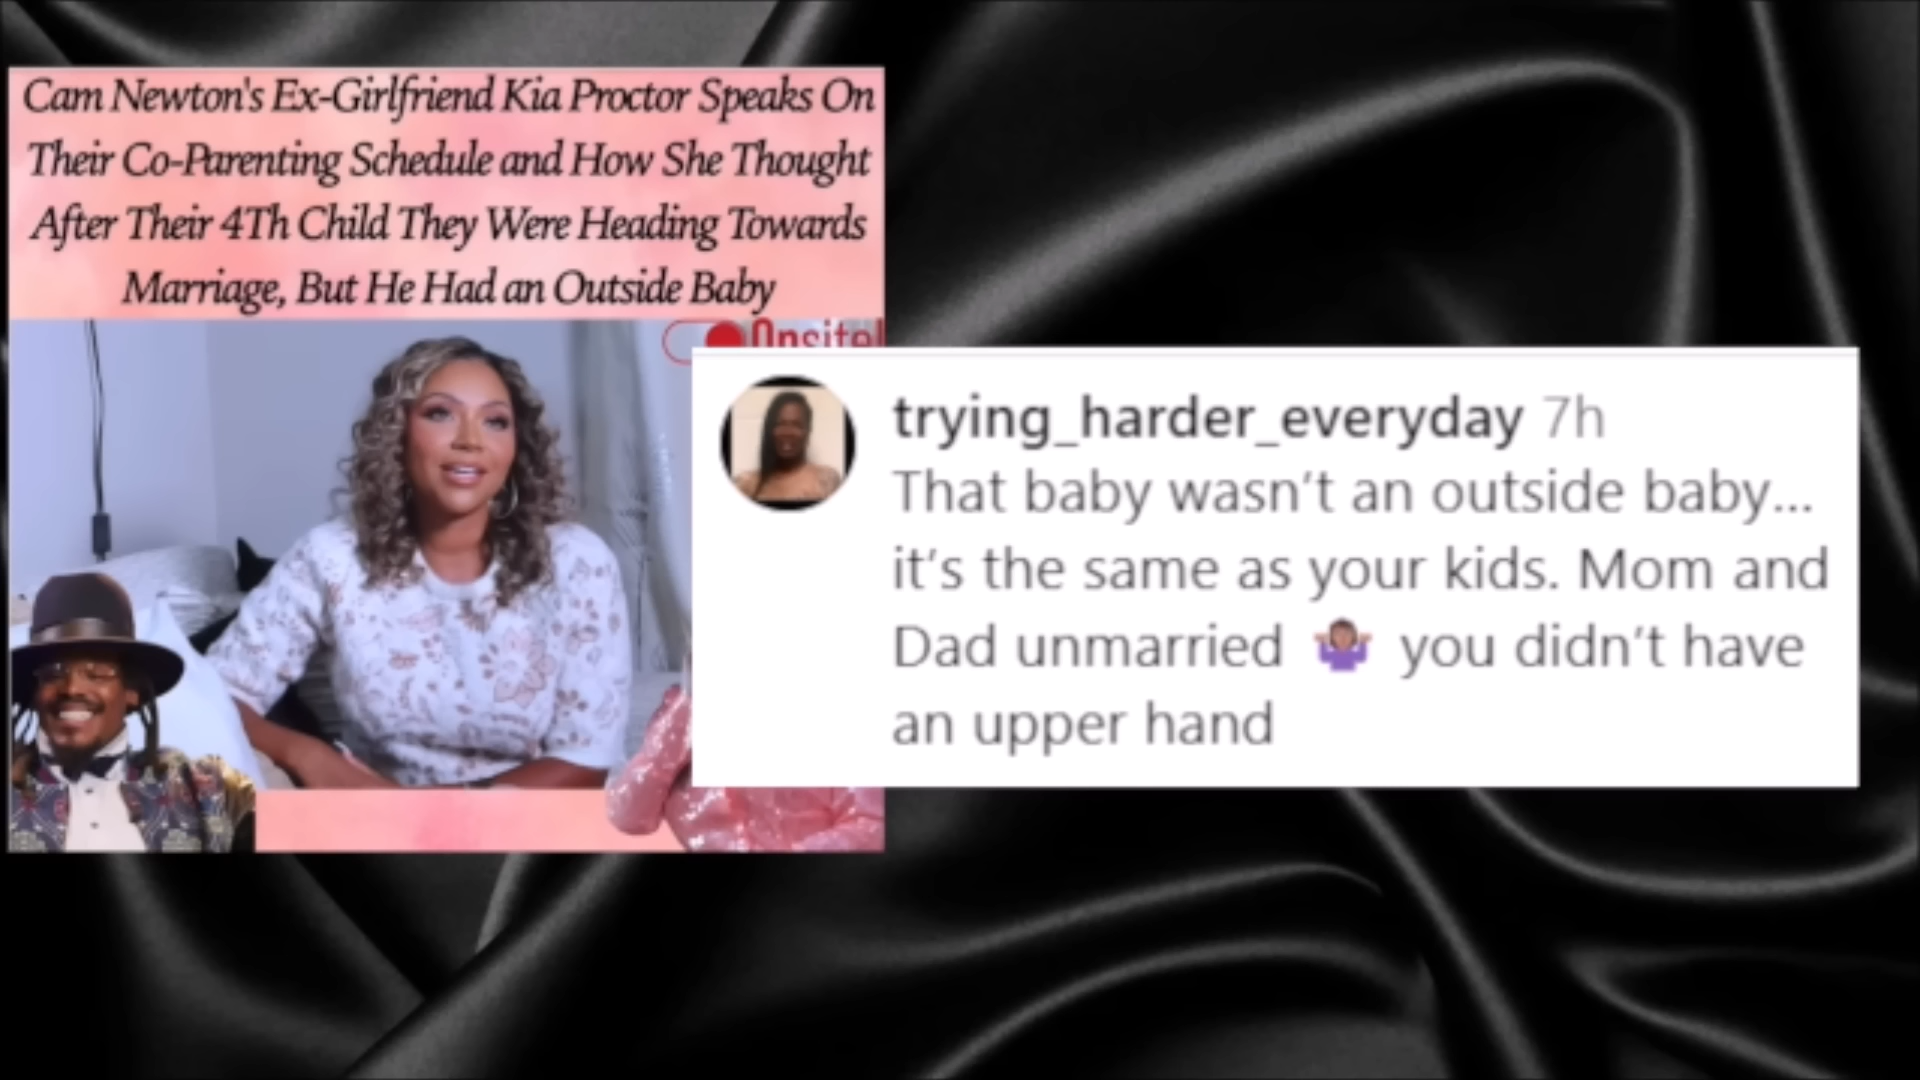 Cam Newton's Ex-Girlfriend Kia Proctor Speaks On
Their Co-Parenting Schedule and How She Thought
After Their 4Th Child They Were Heading Towards
Marriage, But He Had an Outside Baby
Onsite!
trying_harder_everyday 7h
That baby wasn’t an outside baby...
it’s the same as your kids. Mom and
Dad unmarried 🤷🏽‍♀️ you didn’t have
an upper hand